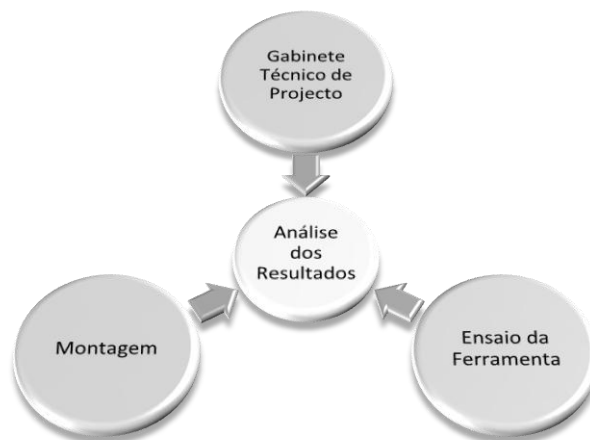 Gabinete
Técnico de
Projecto
Análise
dos
Resultados
Montagem
Ensaio da
Ferramenta